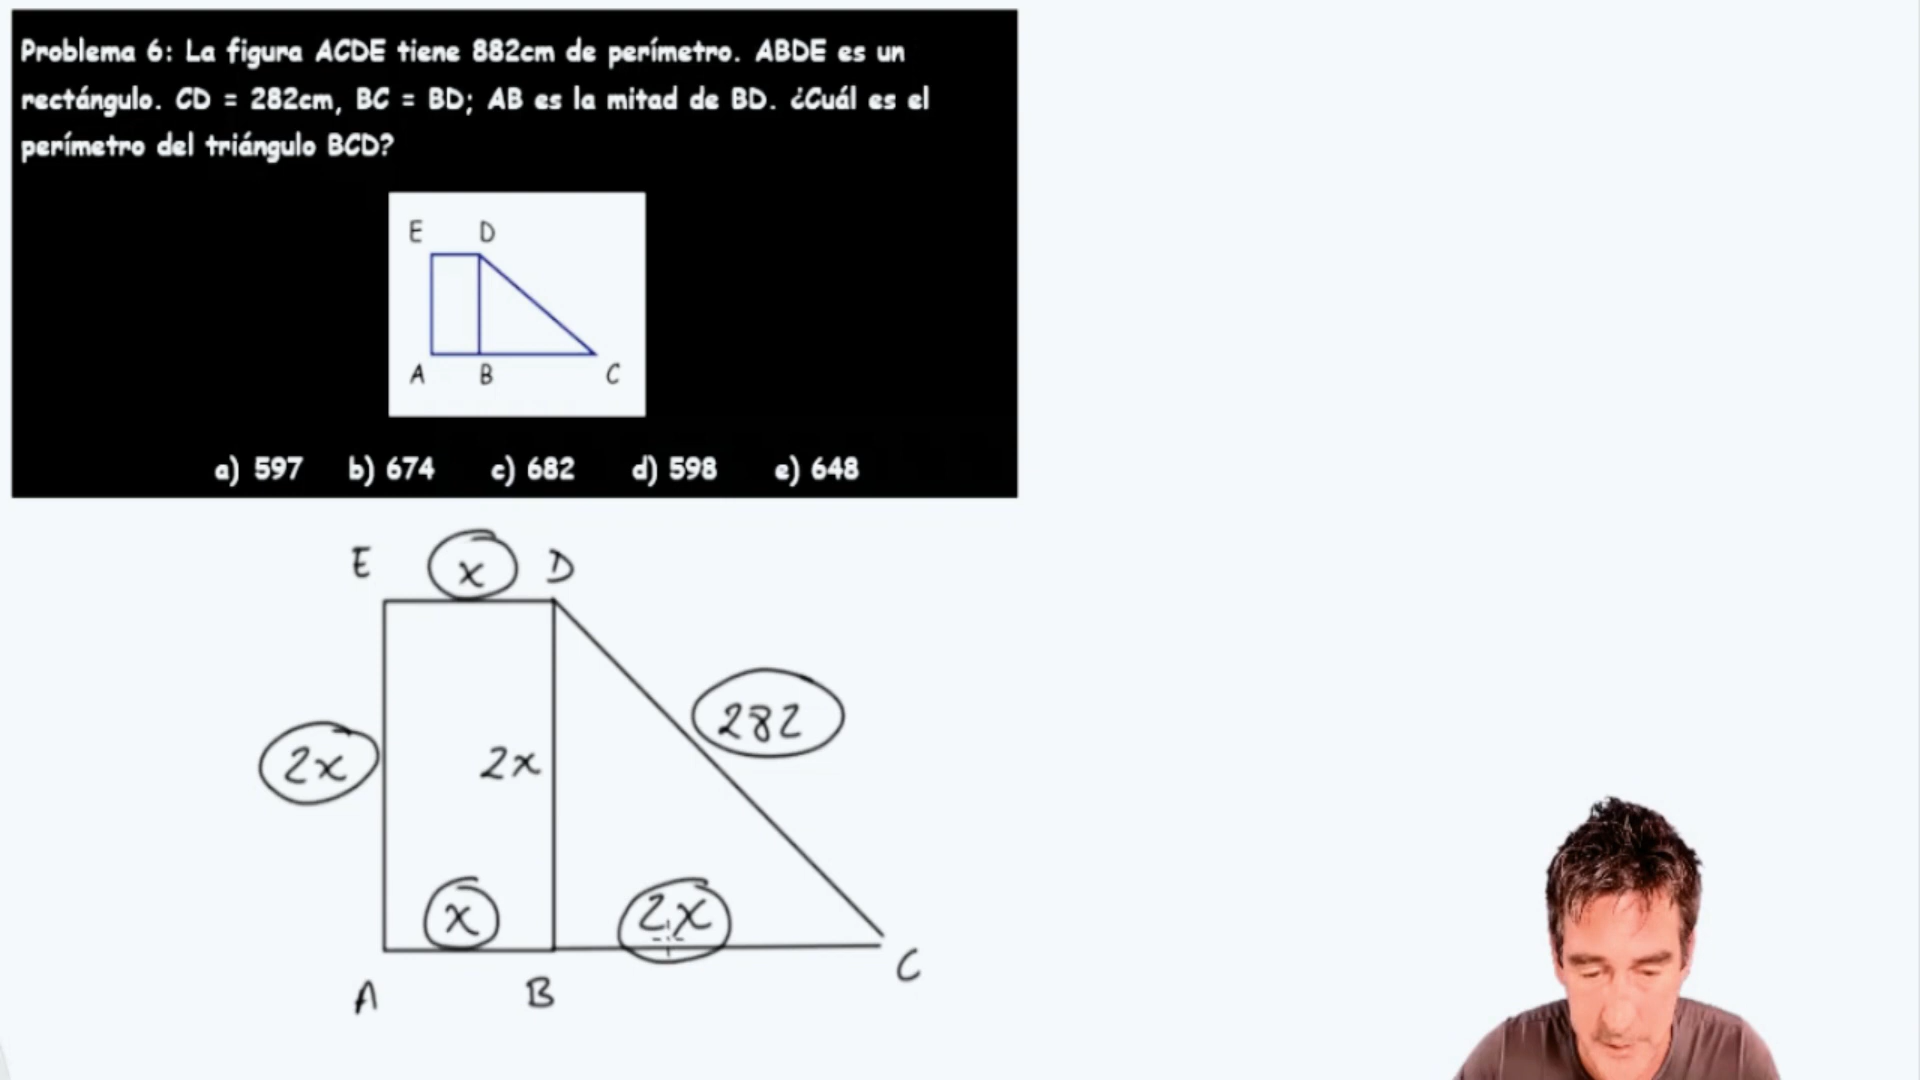 Problema 6: La figura ACDE tiene 882cm de perímetro. ABDE es un
rectángulo. CD = 282cm, BC = BD; AB es la mitad de BD. ¿Cuál es el
perímetro del triángulo BCD?
E D
A B C
a) 597 b) 674 c) 682 d) 598 e) 648
E x D
282
2x 2x
x 2x
A B C